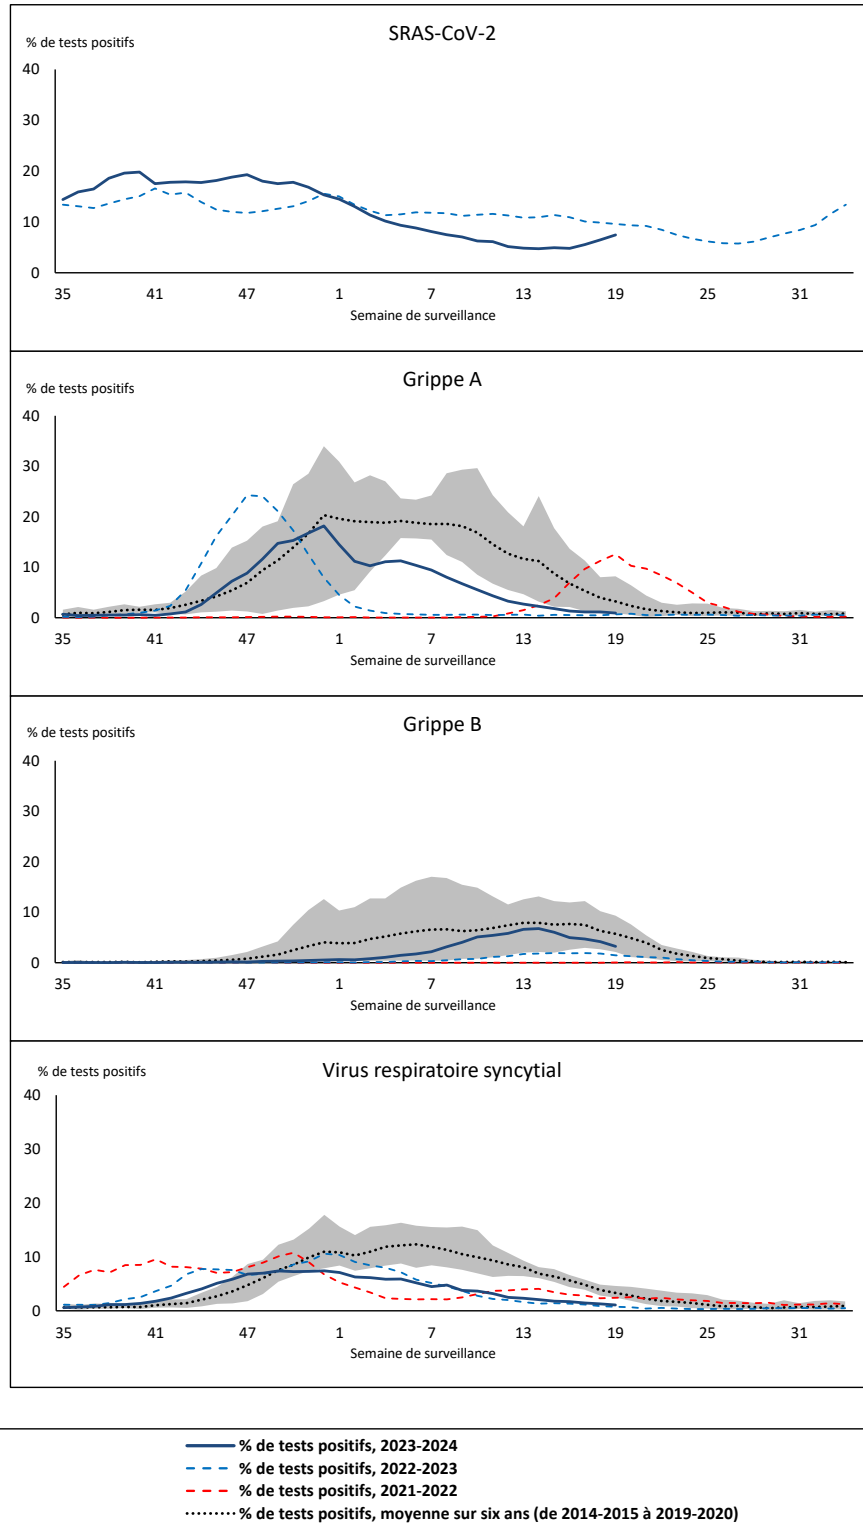 SRAS-CoV-2
% de tests positifs
40
30
20
10
0
35 41 47 1 7 13 19 25 31
Semaine de surveillance
Grippe A
% de tests positifs
40
30
20
10
0
35 41 47 1 7 13 19 25 31
Semaine de surveillance
Grippe B
% de tests positifs
40
30
20
10
0
35 41 47 1 7 13 19 25 31
Semaine de surveillance
Virus respiratoire syncytial
% de tests positifs
40
30
20
10
0
35 41 47 1 7 13 19 25 31
Semaine de surveillance
% de tests positifs, 2023-2024
% de tests positifs, 2022-2023
% de tests positifs, 2021-2022
% de tests positifs, moyenne sur six ans (de 2014-2015 à 2019-2020)